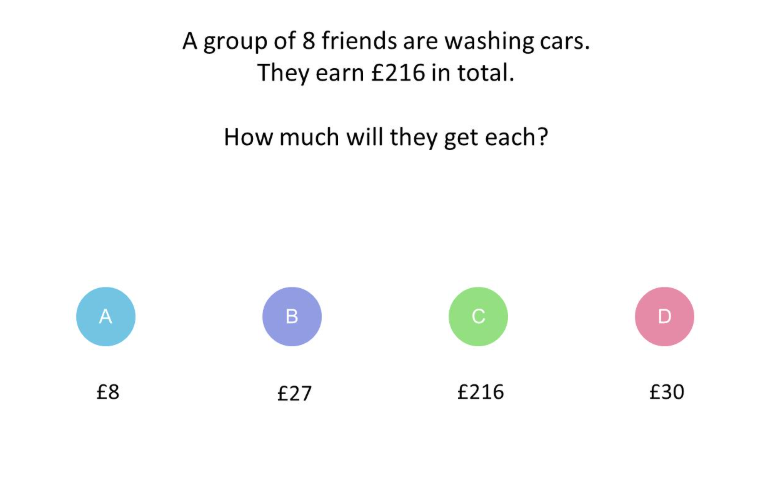 A group of 8 friends are washing cars.
They earn £216 in total.
How much will they get each?
A
B
C
D
£8
£27
£216
£30